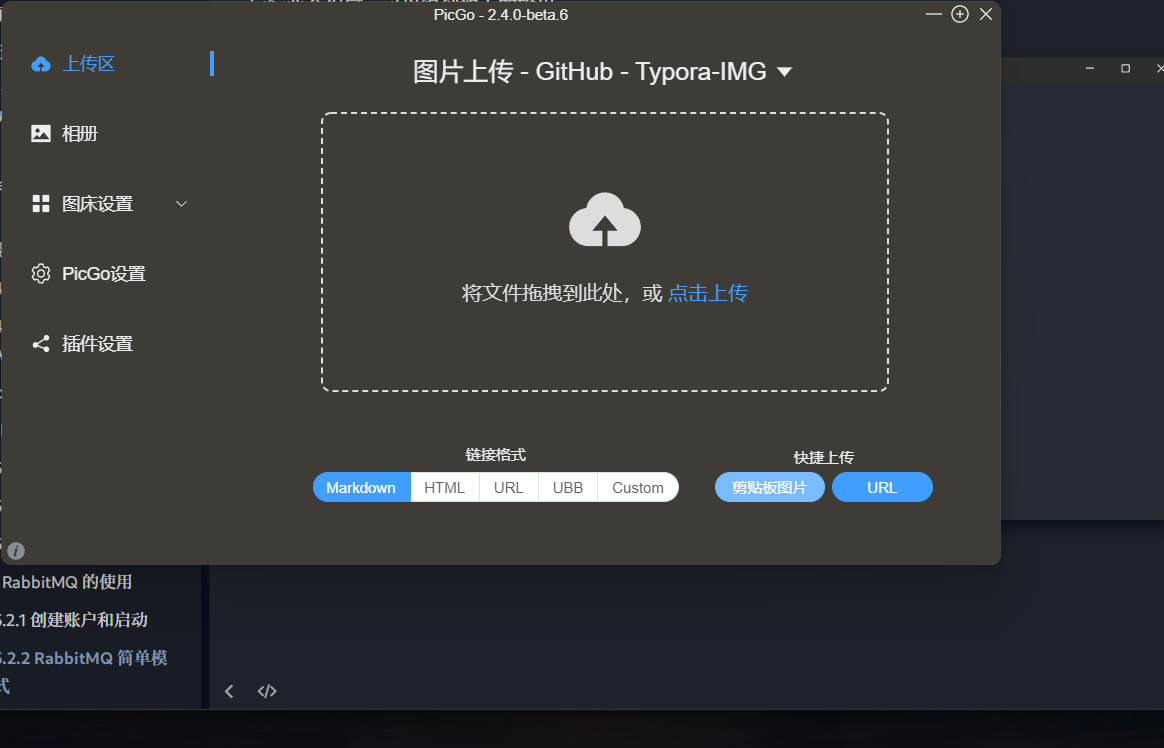 PicGo - 2.4.0-beta.6
上传区
图片上传 - GitHub - Typora-IMG
相册
图床设置
PicGo设置
插件设置
将文件拖拽到此处，或 点击上传
链接格式
快捷上传
Markdown HTML URL UBB Custom
剪贴板图片 URL
RabbitMQ 的使用
5.2.1 创建账户和启动
5.2.2 RabbitMQ 简单模
式